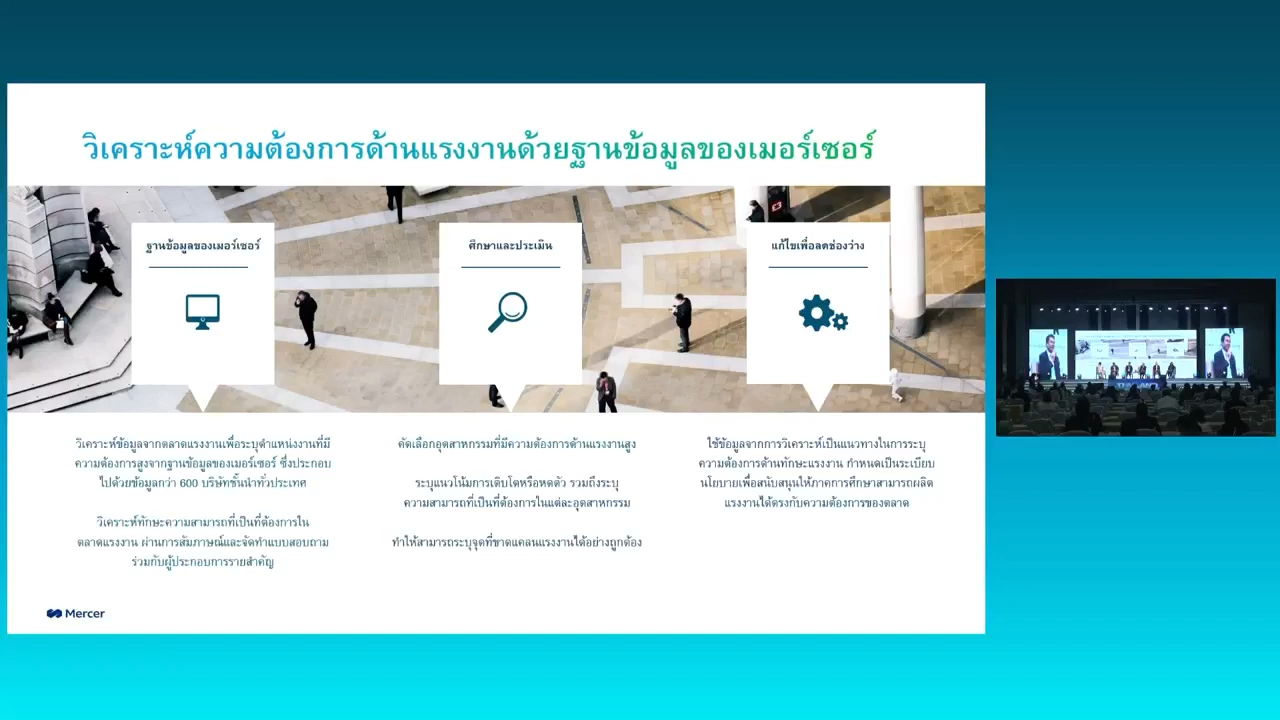 วิเคราะห์ความต้องการด้านแรงงานด้วยฐานข้อมูลของเมอร์เซอร์
ฐานข้อมูลของเมอร์เซอร์
วิเคราะห์ข้อมูลจากตลาดแรงงานเพื่อระบุตำแหน่งงานที่มี
ความต้องการสูงจากฐานข้อมูลของเมอร์เซอร์ ซึ่งประกอบ
ไปด้วยข้อมูลกว่า 600 บริษัทชั้นนำทั่วประเทศ
วิเคราะห์ทักษะความสามารถที่เป็นที่ต้องการใน
ตลาดแรงงาน ผ่านการสัมภาษณ์และจัดทำแบบสอบถาม
ร่วมกับผู้ประกอบการรายสำคัญ
ศึกษาและประเมิน
คัดเลือกอุตสาหกรรมที่มีความต้องการด้านแรงงานสูง
ระบุแนวโน้มการเติบโตหรือหดตัว รวมถึงระบุ
ความสามารถที่เป็นที่ต้องการในแต่ละอุตสาหกรรม
ทำให้สามารถระบุจุดที่ขาดแคลนแรงงานได้อย่างถูกต้อง
แก้ไขเพื่อลดช่องว่าง
ใช้ข้อมูลจากการวิเคราะห์เป็นแนวทางในการระบุ
ความต้องการด้านทักษะแรงงาน กำหนดเป็นระเบียบ
นโยบายเพื่อสนับสนุนให้ภาคการศึกษาสามารถผลิต
แรงงานได้ตรงกับความต้องการของตลาด
Mercer